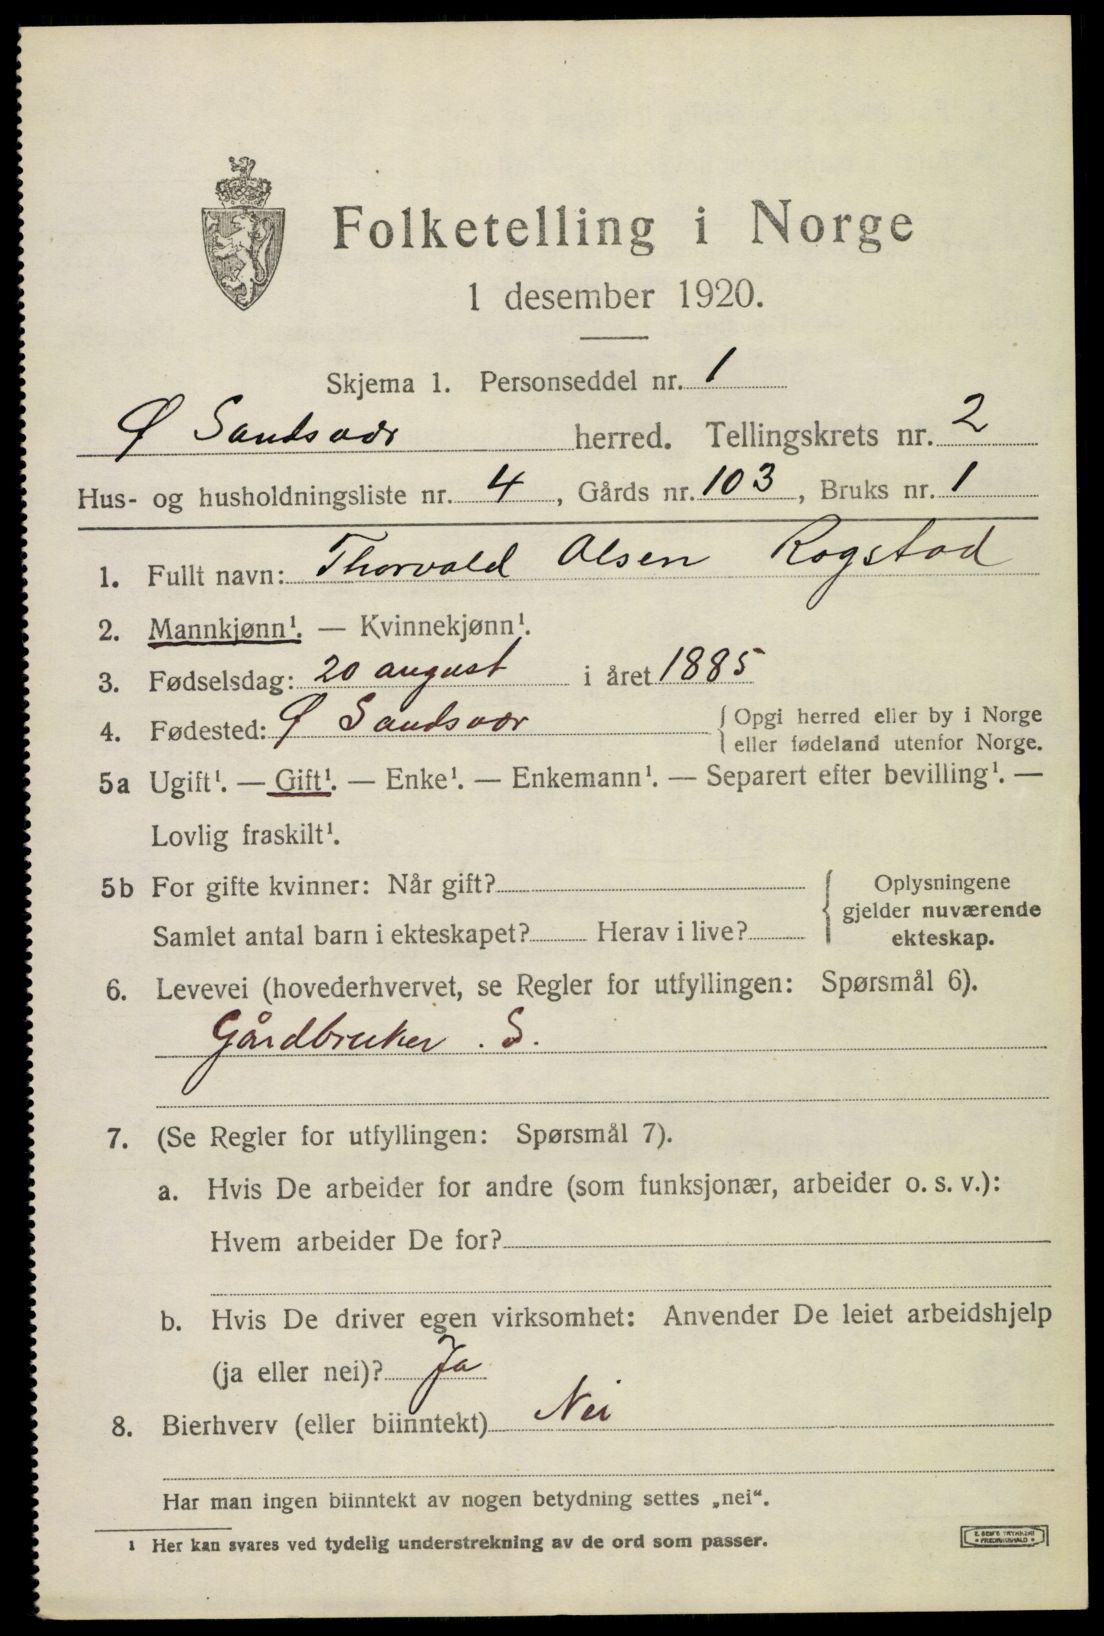 Folketelling i Norge
1 desember 1920.
Skjema 1. Personseddel nr. 1
Ø Sandsvær herred. Tellingskrets nr. 2
Hus- og husholdningsliste nr. 4, Gårds nr. 103, Bruks nr. 1
1. Fullt navn: Thorvald Olsen Rogstad
2. Mannkjønn¹. — Kvinnekjønn¹.
3. Fødselsdag: 20 august i året 1885
4. Fødested: Ø Sandsvær { Opgi herred eller by i Norge
eller fødeland utenfor Norge.
5a Ugift¹. — Gift¹. — Enke¹. — Enkemann¹. — Separert efter bevilling¹. —
Lovlig fraskilt¹.
5b For gifte kvinner: Når gift? { Oplysningene
gjelder nuværende
Samlet antal barn i ekteskapet? Herav i live? ekteskap.
6. Levevei (hovederhvervet, se Regler for utfyllingen: Spørsmål 6).
Gårdbruker . S.
7. (Se Regler for utfyllingen: Spørsmål 7).
a. Hvis De arbeider for andre (som funksjonær, arbeider o. s. v.):
Hvem arbeider De for?
b. Hvis De driver egen virksomhet: Anvender De leiet arbeidshjelp
(ja eller nei)? Ja
8. Bierhverv (eller biinntekt) Nei
Har man ingen biinntekt av nogen betydning settes „nei".
¹ Her kan svares ved tydelig understrekning av de ord som passer.